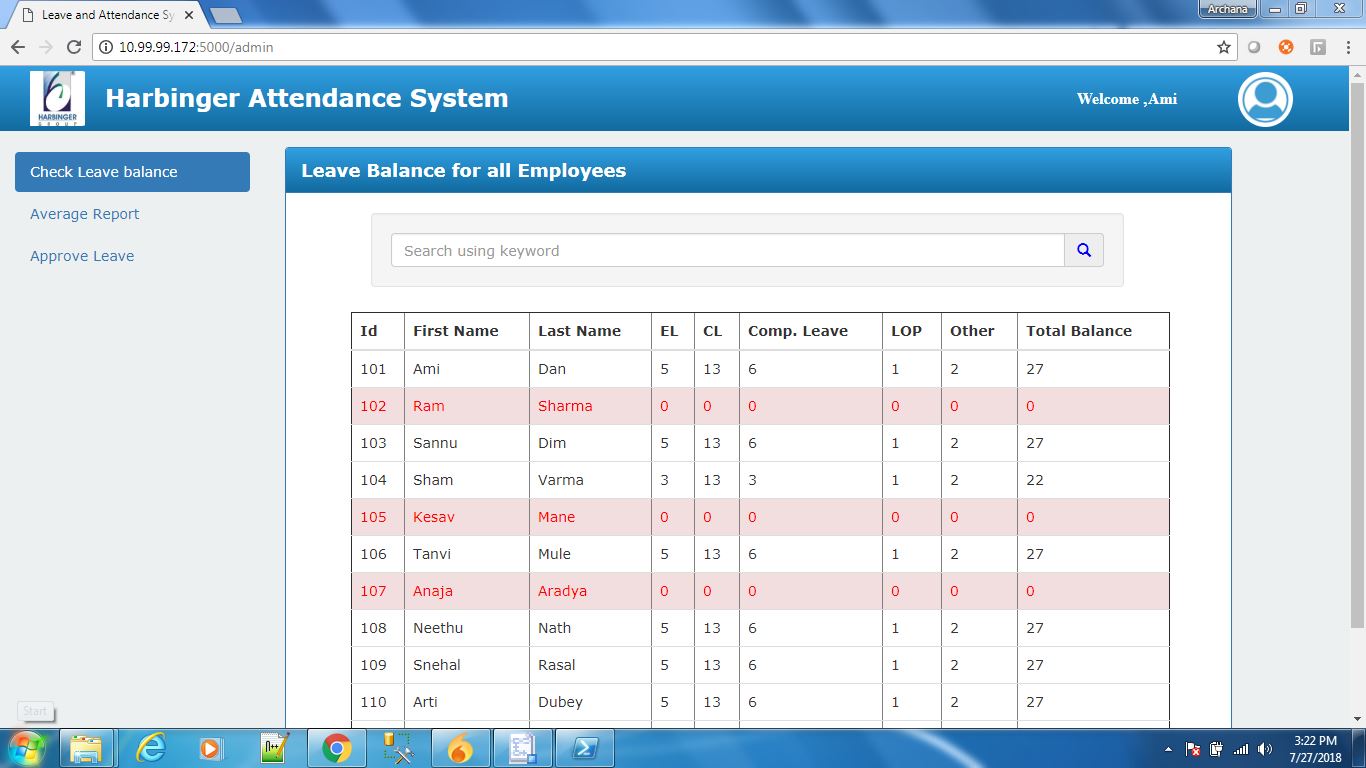 Leave and Attendance Sy
Archana
10.99.99.172:5000/admin
HARBINGER
GROUP
Harbinger Attendance System
Welcome ,Ami
Check Leave balance
Average Report
Approve Leave
Leave Balance for all Employees
Search using keyword
Id First Name Last Name EL CL Comp. Leave LOP Other Total Balance
101 Ami Dan 5 13 6 1 2 27
102 Ram Sharma 0 0 0 0 0 0
103 Sannu Dim 5 13 6 1 2 27
104 Sham Varma 3 13 3 1 2 22
105 Kesav Mane 0 0 0 0 0 0
106 Tanvi Mule 5 13 6 1 2 27
107 Anaja Aradya 0 0 0 0 0 0
108 Neethu Nath 5 13 6 1 2 27
109 Snehal Rasal 5 13 6 1 2 27
110 Arti Dubey 5 13 6 1 2 27
Start
3:22 PM
7/27/2018